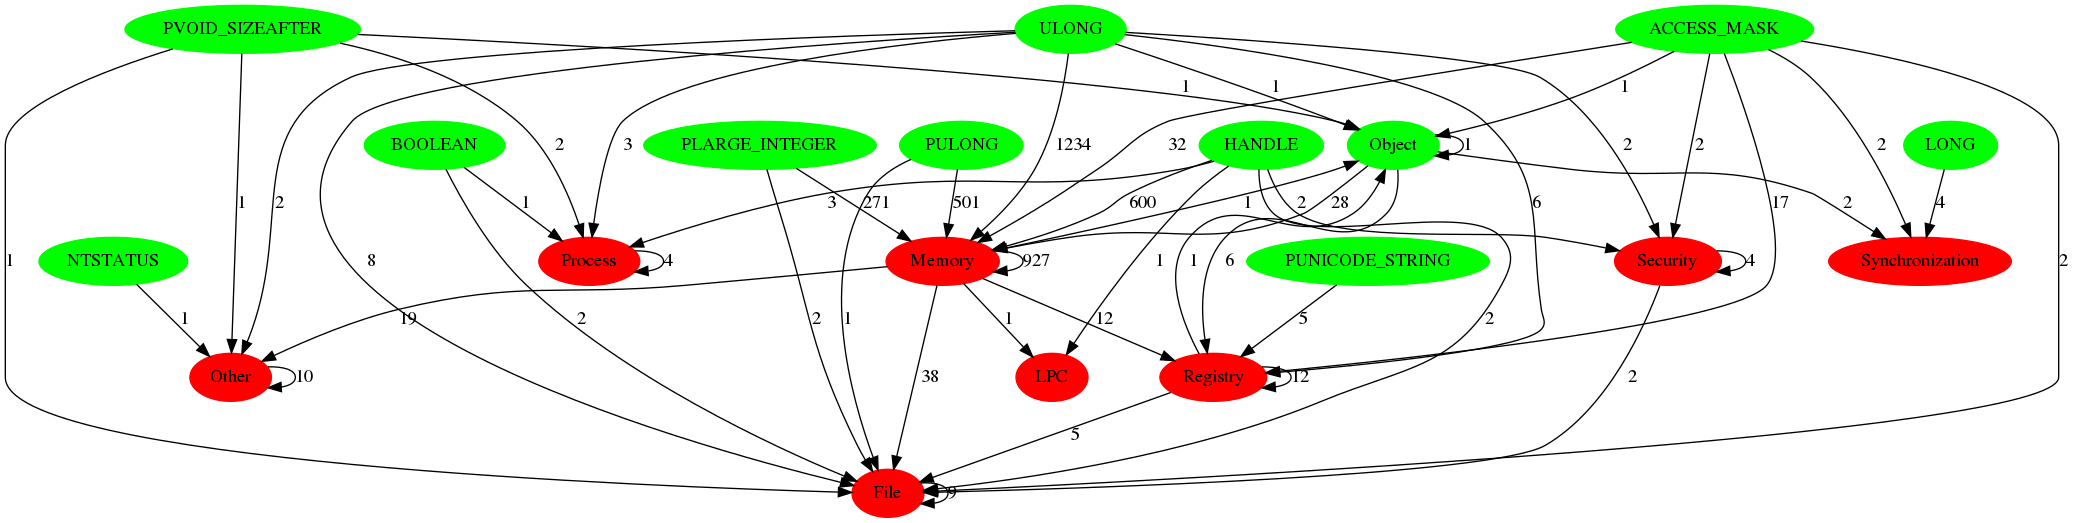 PVOID_SIZEAFTER
ULONG
ACCESS_MASK
1
1
1
BOOLEAN
PLARGE_INTEGER
PULONG
HANDLE
Object
LONG
2
3
1234
32
1
2
2
2
1
1
2
3
271
501
600
1
2
28
6
17
2
4
NTSTATUS
Process
Memory
PUNICODE_STRING
Security
Synchronization
1
4
927
1
1
6
4
2
1
8
19
2
2
1
1
12
5
2
Other
LPC
Registry
10
38
12
2
5
File
9